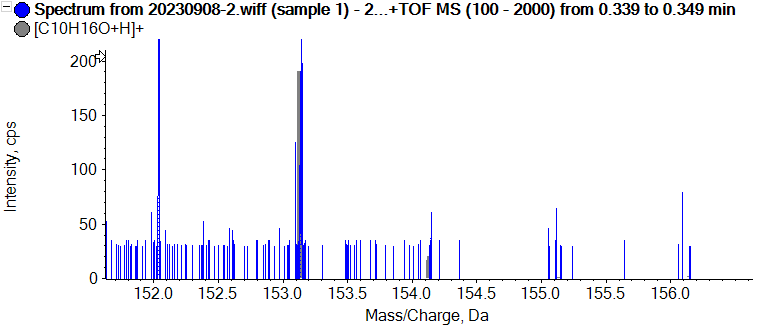 Spectrum from 20230908-2.wiff (sample 1) - 2...+TOF MS (100 - 2000) from 0.339 to 0.349 min
[C10H16O+H]+
200
150
100
50
0
Intensity, cps
152.0 152.5 153.0 153.5 154.0 154.5 155.0 155.5 156.0
Mass/Charge, Da